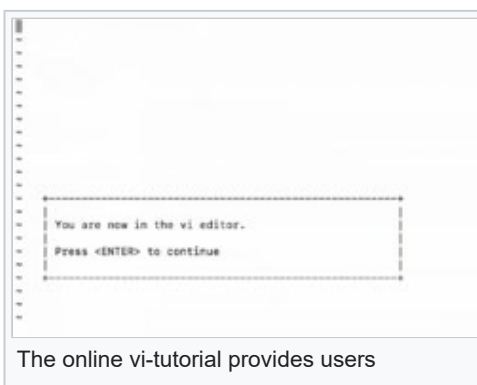 You are now in the vi editor.
Press <ENTER> to continue
The online vi-tutorial provides users